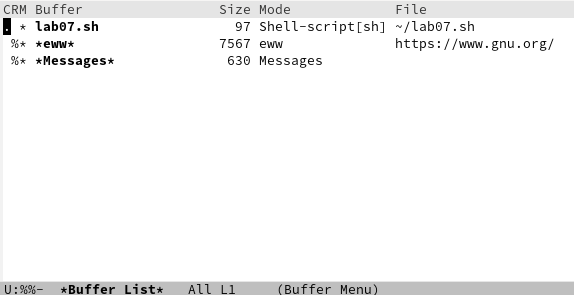 CRM Buffer                 Size Mode             File
.  * lab07.sh                 97 Shell-script[sh] ~/lab07.sh
 %* *eww*                  7567 eww              https://www.gnu.org/
 %* *Messages*              630 Messages
U:%%-  *Buffer List*   All L1     (Buffer Menu)